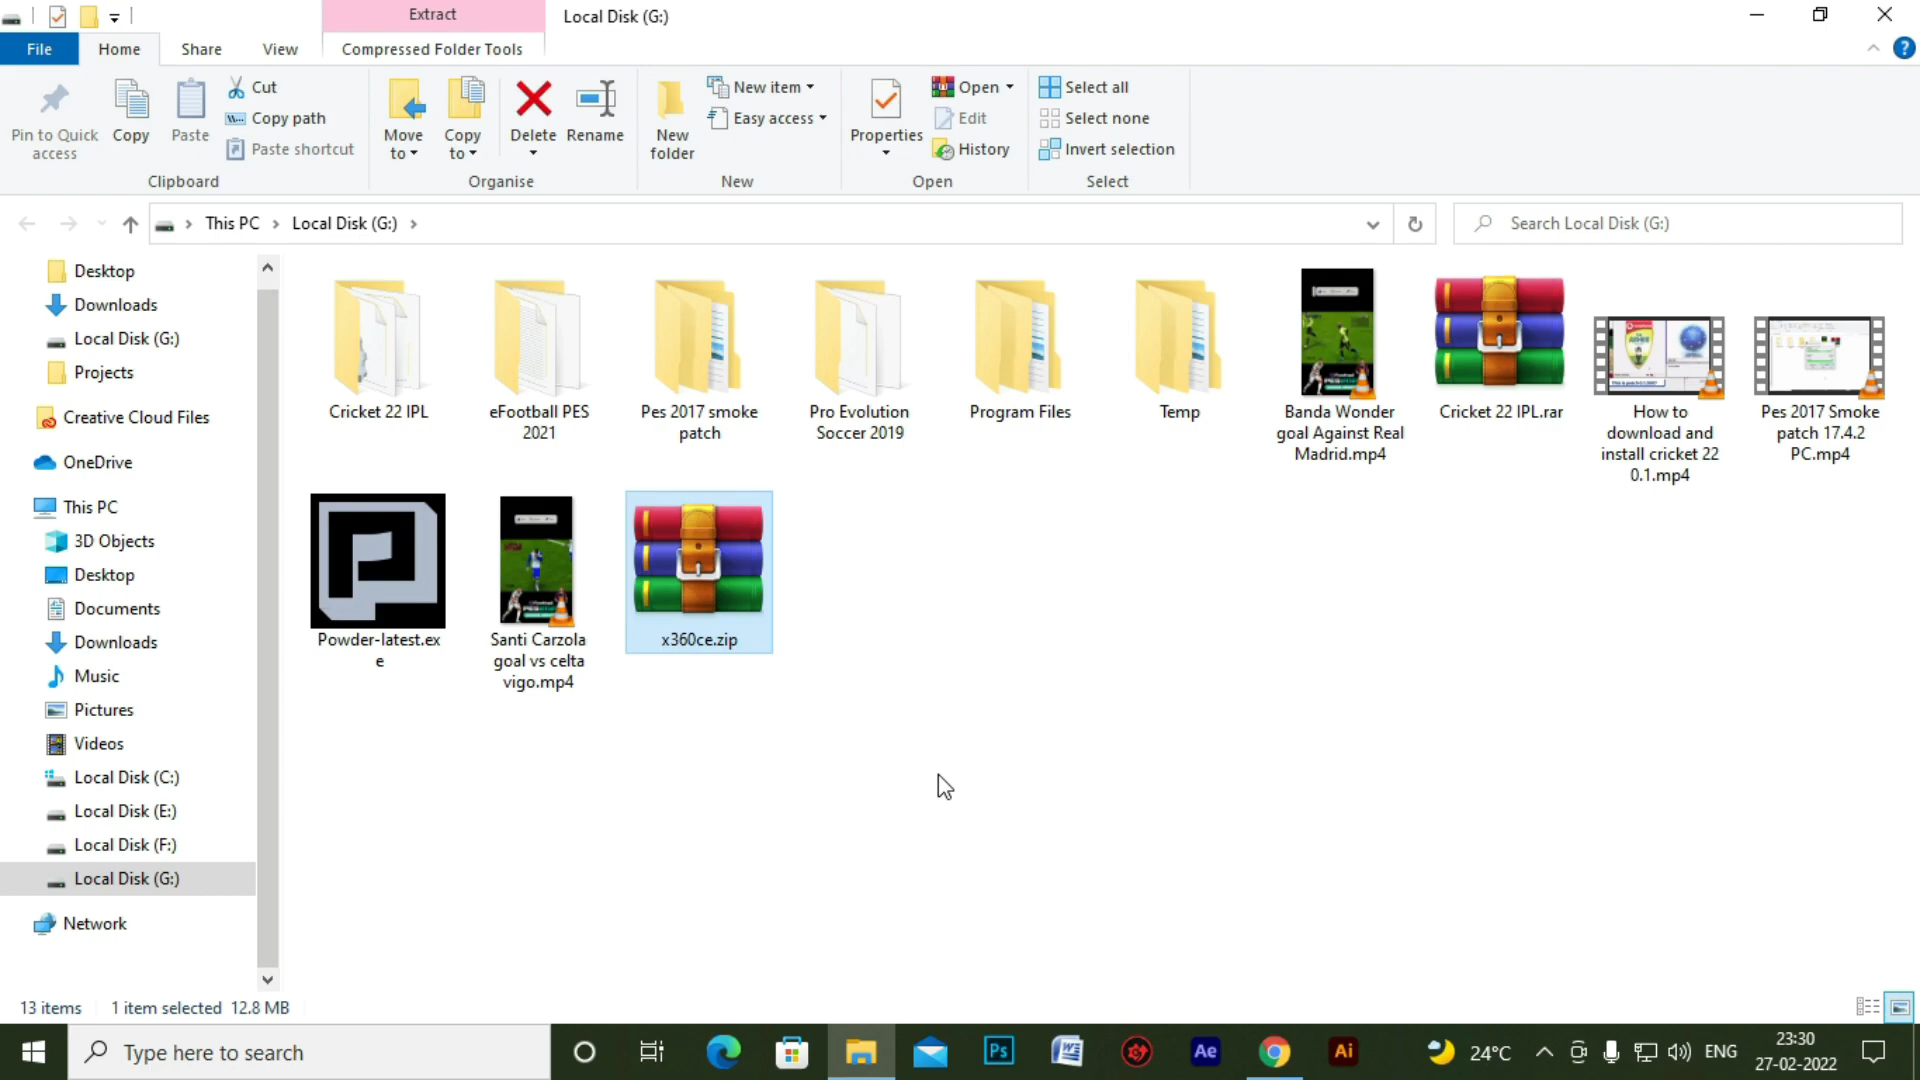 Extract
Local Disk (G:)
File
Home
Share
View
Compressed Folder Tools
Pin to Quick
access
Copy
Paste
Cut
Copy path
Paste shortcut
Clipboard
Move
to
Copy
to
Delete
Rename
Organise
New
folder
New item
Easy access
New
Properties
Open
Edit
History
Open
Select all
Select none
Invert selection
Select
This PC
Local Disk (G:)
Search Local Disk (G:)
Desktop
Downloads
Local Disk (G:)
Projects
Creative Cloud Files
OneDrive
This PC
3D Objects
Desktop
Documents
Downloads
Music
Pictures
Videos
Local Disk (C:)
Local Disk (E:)
Local Disk (F:)
Local Disk (G:)
Network
Cricket 22 IPL
eFootball PES
2021
Pes 2017 smoke
patch
Pro Evolution
Soccer 2019
Program Files
Temp
Banda Wonder
goal Against Real
Madrid.mp4
Cricket 22 IPL.rar
How to
download and
install cricket 22
0.1.mp4
Pes 2017 Smoke
patch 17.4.2
PC.mp4
Powder-latest.ex
e
Santi Carzola
goal vs celta
vigo.mp4
x360ce.zip
13 items
1 item selected 12.8 MB
Type here to search
Ps
Ae
Ai
24°C
ENG
23:30
27-02-2022